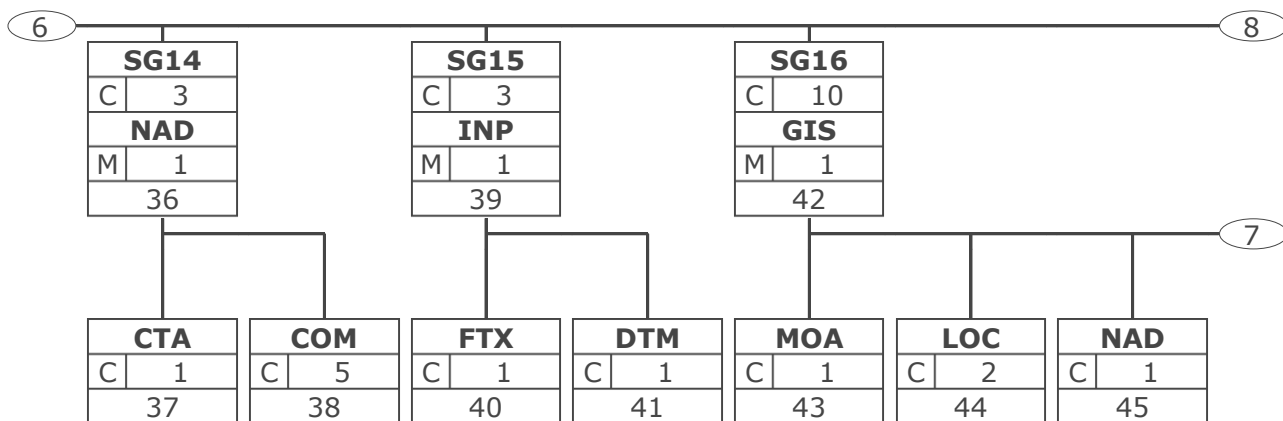 6 8
SG14 SG15 SG16
C 3 C 3 C 10
NAD INP GIS
M 1 M 1 M 1
36 39 42
7
CTA COM FTX DTM MOA LOC NAD
C 1 C 5 C 1 C 1 C 1 C 2 C 1
37 38 40 41 43 44 45